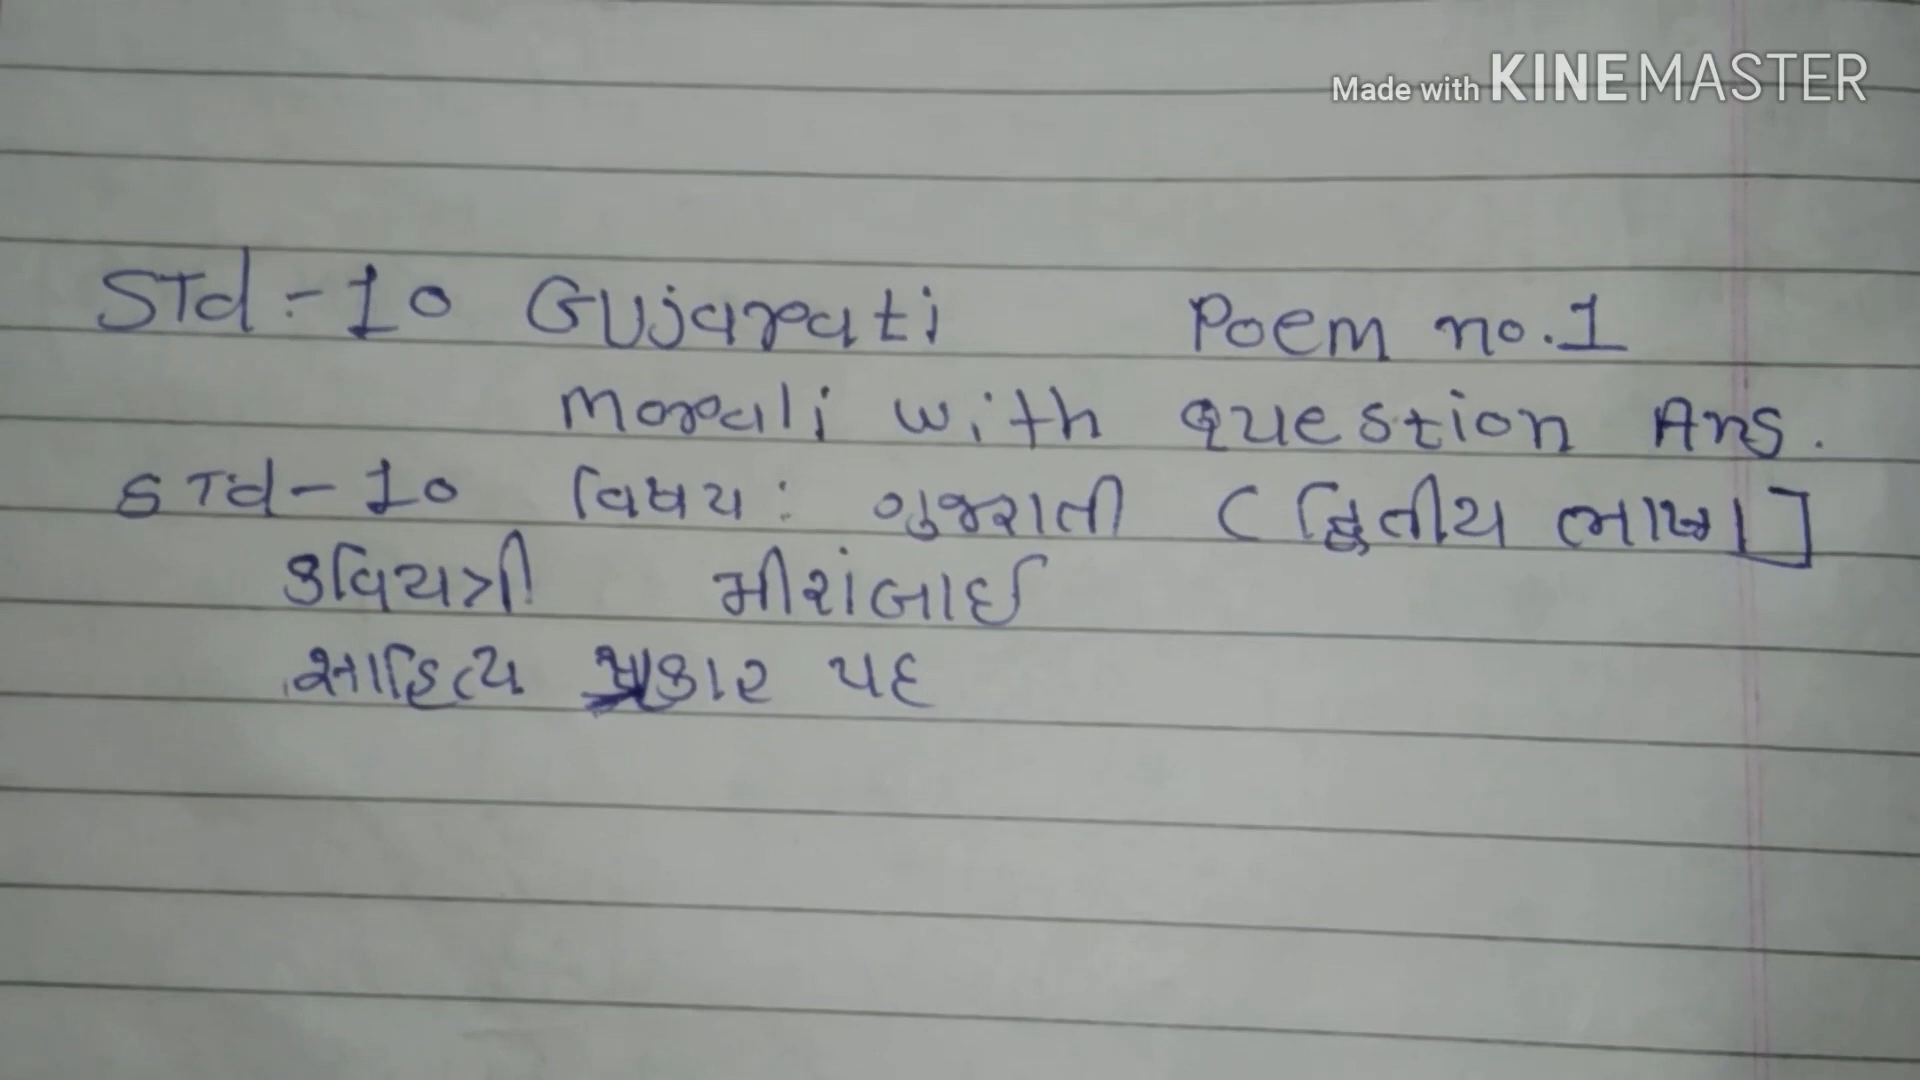 Made with KINEMASTER
STd - 10 Gujarati Poem no.1
Morali with question Ans.
STd - 10 વિષય : ગુજરાતી ( દ્વિતીય ભાષા ]
કવિયત્રી મીરાંબાઈ
સાહિત્ય પ્રકાર પદ